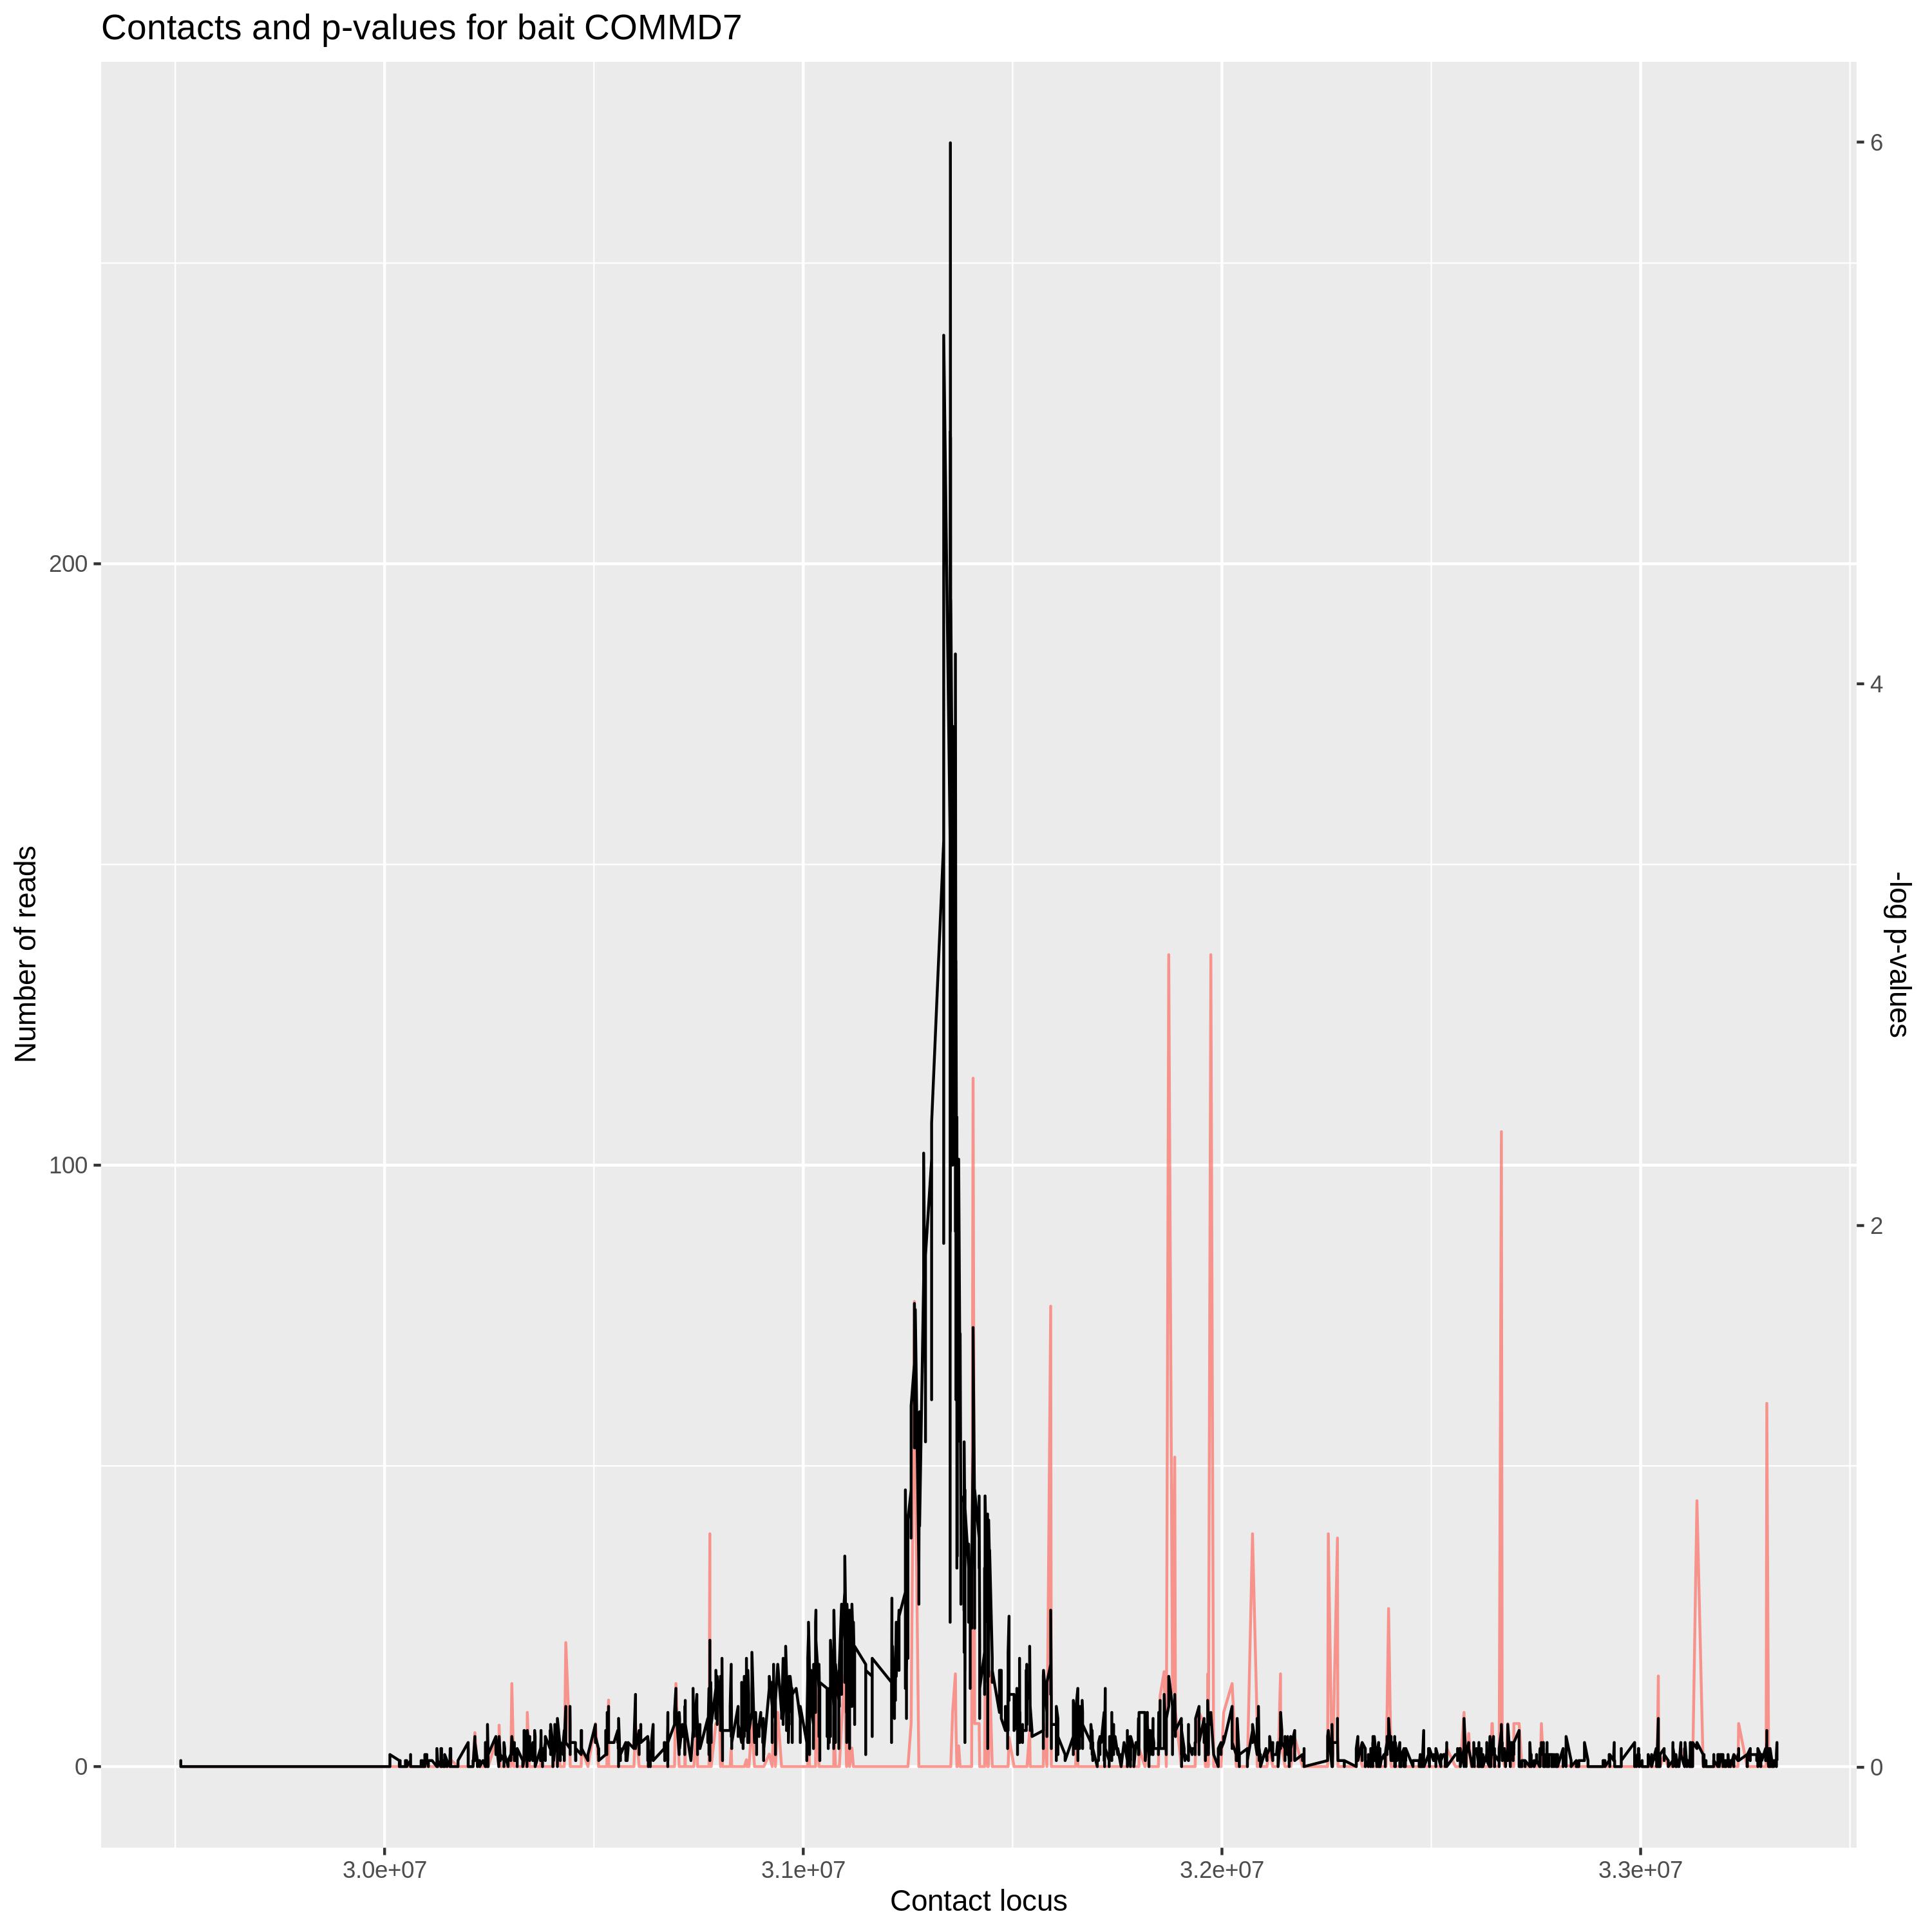 Contacts and p-values for bait COMMD7
6
200
4
Number of reads
-log p-values
100
2
0
0
3.0e+07
3.1e+07
3.2e+07
3.3e+07
Contact locus